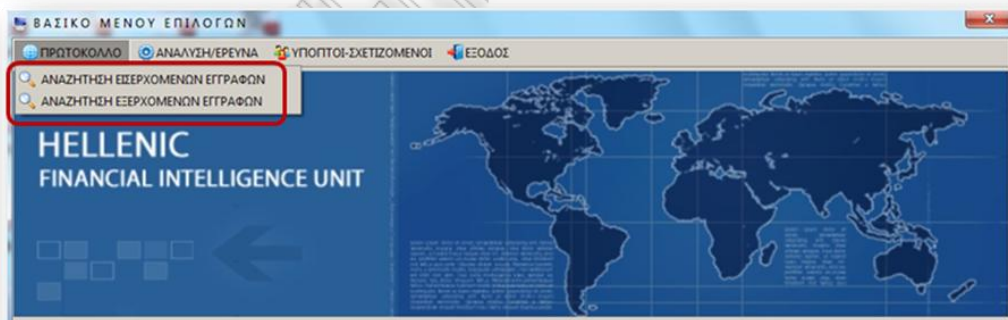 ΒΑΣΙΚΟ ΜΕΝΟΥ ΕΠΙΛΟΓΩΝ
ΠΡΩΤΟΚΟΛΛΟ ΑΝΑΛΥΣΗ/ΕΡΕΥΝΑ ΥΠΟΠΤΟΙ-ΣΧΕΤΙΖΟΜΕΝΟΙ ΕΞΟΔΟΣ
ΑΝΑΖΗΤΗΣΗ ΕΙΣΕΡΧΟΜΕΝΩΝ ΕΓΓΡΑΦΩΝ
ΑΝΑΖΗΤΗΣΗ ΕΞΕΡΧΟΜΕΝΩΝ ΕΓΓΡΑΦΩΝ
HELLENIC
FINANCIAL INTELLIGENCE UNIT